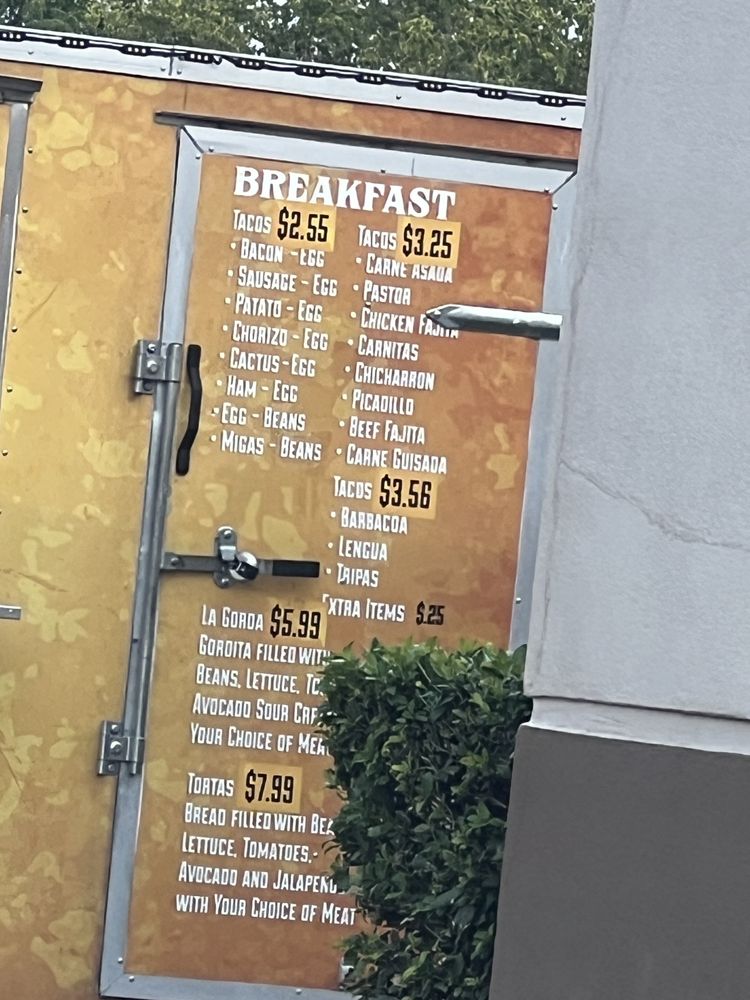 BREAKFAST
TACOS $2.55
• BACON - EGG
• SAUSAGE - EGG
• PATATO - EGG
• CHORIZO - EGG
• CACTUS - EGG
• HAM - EGG
• EGG - BEANS
• MIGAS - BEANS
TACOS $3.25
• CARNE ASADA
• PASTOR
• CHICKEN FAJITA
• CARNITAS
• CHICHARRON
• PICADILLO
• BEEF FAJITA
• CARNE GUISADA
TACOS $3.56
• BARBACOA
• LENGUA
• TRIPAS
EXTRA ITEMS $.25
LA GORDA $5.99
GORDITA FILLED WITH
BEANS, LETTUCE,
AVOCADO SOUR
YOUR CHOICE OF MEAT
TORTAS $7.99
BREAD FILLED WITH
LETTUCE, TOMATOES,-
AVOCADO AND JALAPENO
WITH YOUR CHOICE OF MEAT